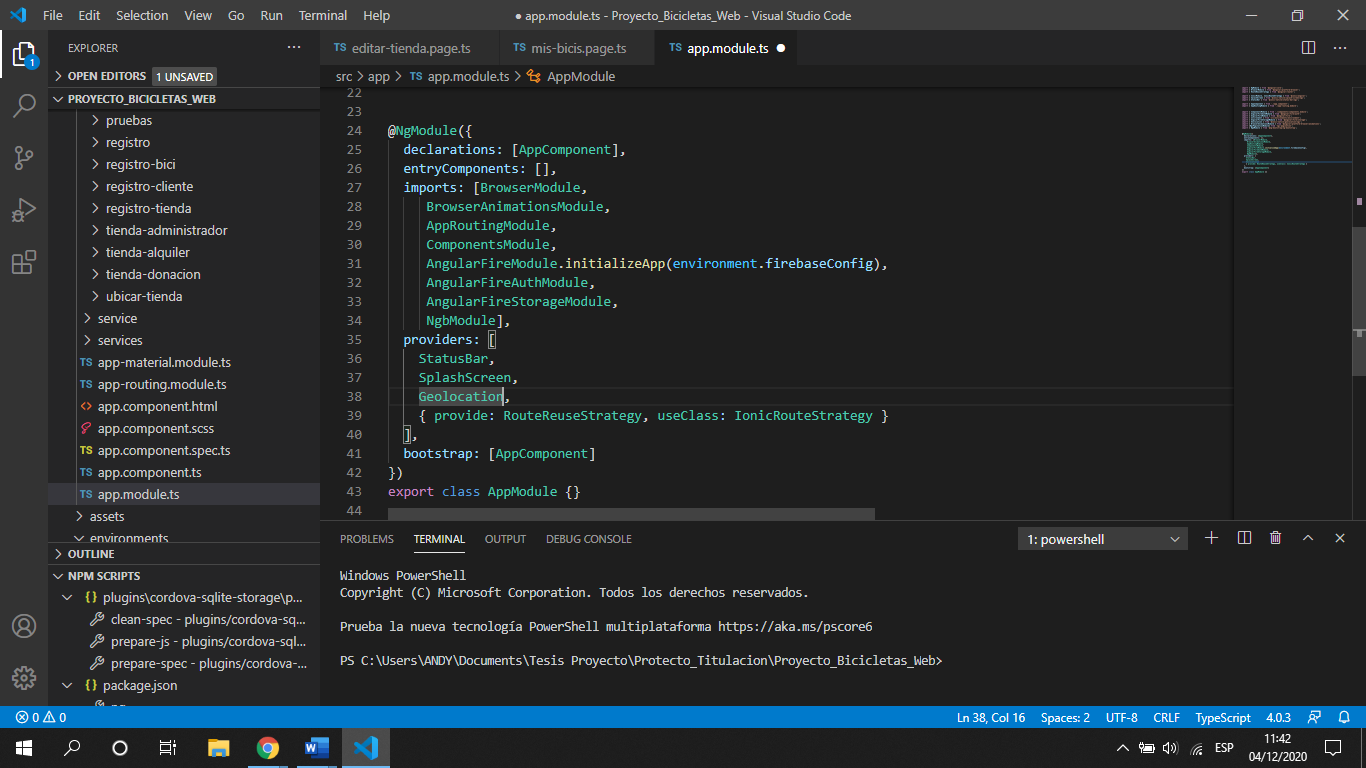 File Edit Selection View Go Run Terminal Help ● app.module.ts - Proyecto_Bicicletas_Web - Visual Studio Code
EXPLORER ···
TS editar-tienda.page.ts TS mis-bicis.page.ts TS app.module.ts ●
OPEN EDITORS 1 UNSAVED
src > app > TS app.module.ts > AppModule
PROYECTO_BICICLETAS_WEB
pruebas
registro
registro-bici
registro-cliente
registro-tienda
tienda-administrador
tienda-alquiler
tienda-donacion
ubicar-tienda
service
services
TS app-material.module.ts
TS app-routing.module.ts
<> app.component.html
app.component.scss
TS app.component.spec.ts
TS app.component.ts
TS app.module.ts
assets
environments
OUTLINE
NPM SCRIPTS
{} plugins\cordova-sqlite-storage\p...
clean-spec - plugins/cordova-sq...
prepare-js - plugins/cordova-sql...
prepare-spec - plugins/cordova-...
{} package.json
ng
1
22
23
24 @NgModule({
25 declarations: [AppComponent],
26 entryComponents: [],
27 imports: [BrowserModule,
28 BrowserAnimationsModule,
29 AppRoutingModule,
30 ComponentsModule,
31 AngularFireModule.initializeApp(environment.firebaseConfig),
32 AngularFireAuthModule,
33 AngularFireStorageModule,
34 NgbModule],
35 providers: [
36 StatusBar,
37 SplashScreen,
38 Geolocation,
39 { provide: RouteReuseStrategy, useClass: IonicRouteStrategy }
40 ],
41 bootstrap: [AppComponent]
42 })
43 export class AppModule {}
44
PROBLEMS TERMINAL OUTPUT DEBUG CONSOLE 1: powershell
Windows PowerShell
Copyright (C) Microsoft Corporation. Todos los derechos reservados.
Prueba la nueva tecnología PowerShell multiplataforma https://aka.ms/pscore6
PS C:\Users\ANDY\Documents\Tesis Proyecto\Protecto_Titulacion\Proyecto_Bicicletas_Web>
0 0 Ln 38, Col 16 Spaces: 2 UTF-8 CRLF TypeScript 4.0.3
ESP 11:42
04/12/2020